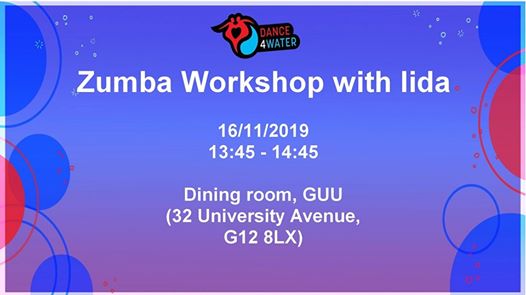 DANCE
4WATER
Zumba Workshop with Iida
16/11/2019
13:45 - 14:45
Dining room, GUU
(32 University Avenue,
G12 8LX)